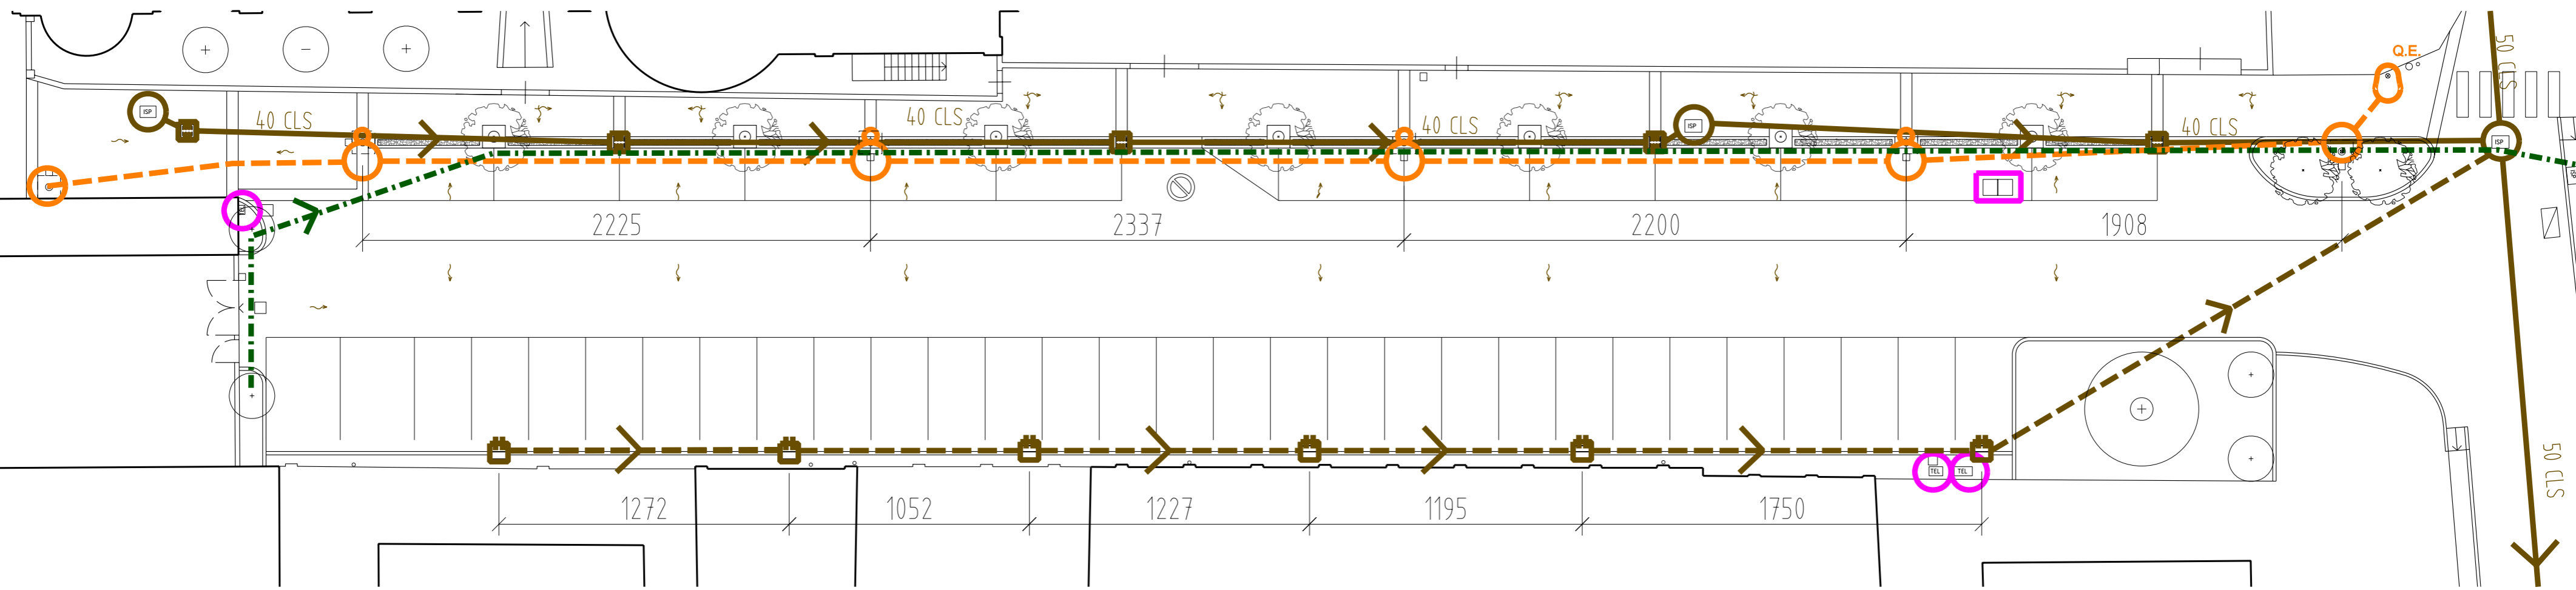 Q.E.
50 CLS
ISP
40 CLS
40 CLS
40 CLS
ISP
40 CLS
ISP
2225
2337
2200
1908
TEL
TEL
50 CLS
1272
1052
1227
1195
1750